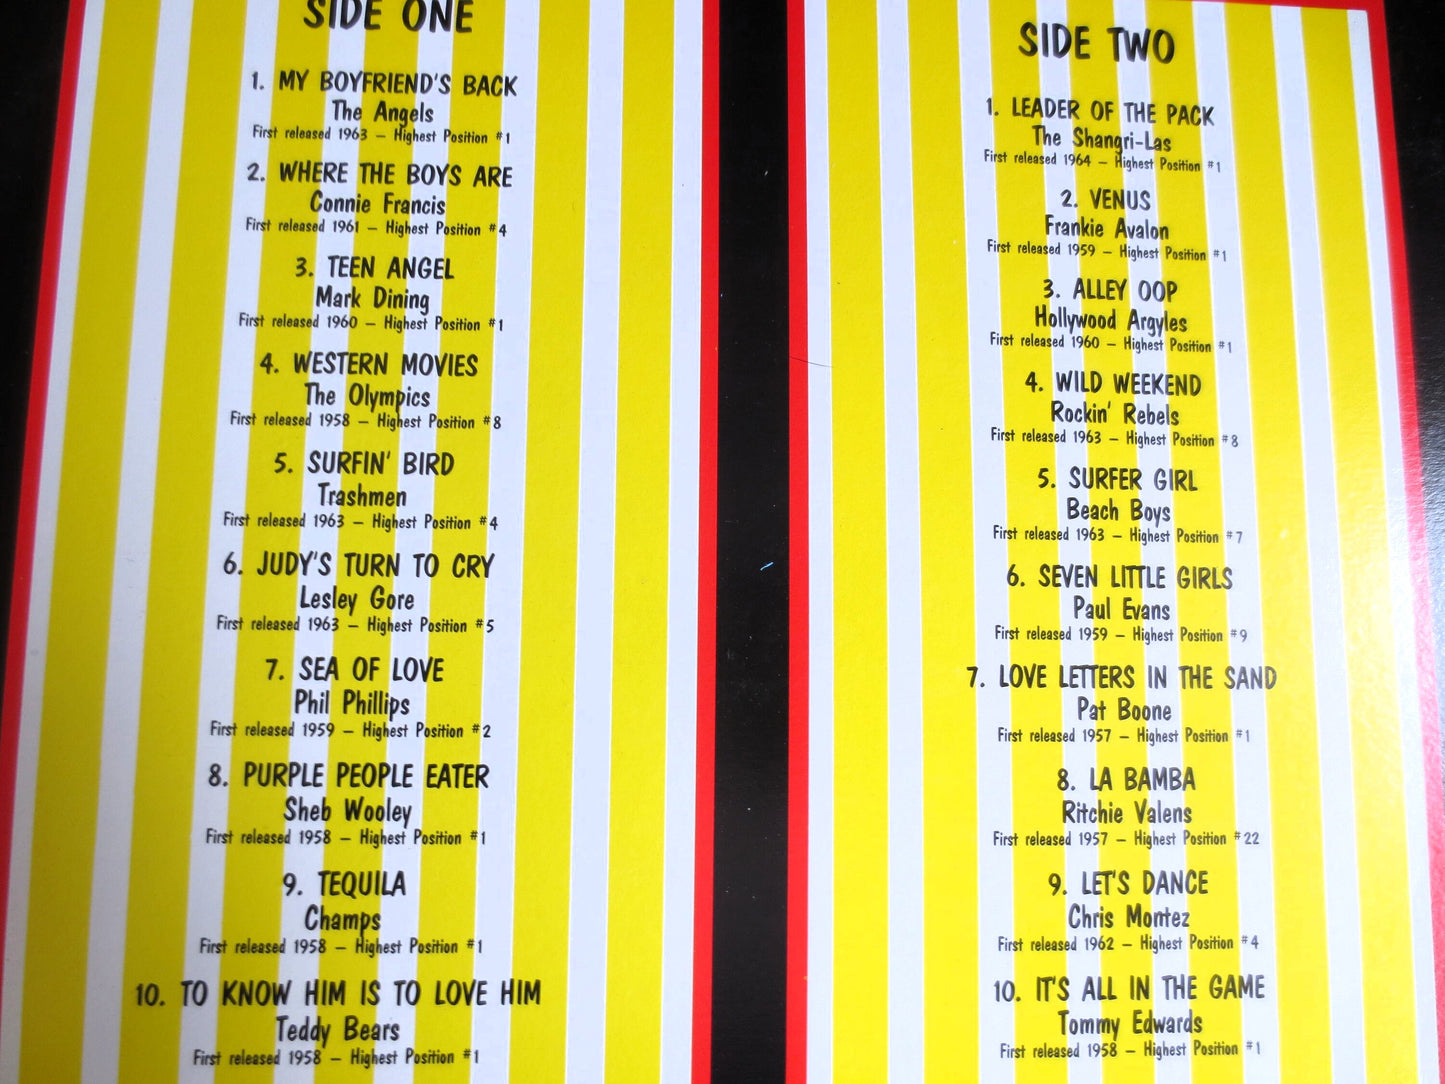 SIDE ONE
1. MY BOYFRIEND'S BACK
The Angels
First released 1963 – Highest Position #1
2. WHERE THE BOYS ARE
Connie Francis
First released 1961 – Highest Position #4
3. TEEN ANGEL
Mark Dining
First released 1960 – Highest Position #1
4. WESTERN MOVIES
The Olympics
First released 1958 – Highest Position #8
5. SURFIN' BIRD
Trashmen
First released 1963 – Highest Position #4
6. JUDY'S TURN TO CRY
Lesley Gore
First released 1963 – Highest Position #5
7. SEA OF LOVE
Phil Phillips
First released 1959 – Highest Position #2
8. PURPLE PEOPLE EATER
Sheb Wooley
First released 1958 – Highest Position #1
9. TEQUILA
Champs
First released 1958 – Highest Position #1
10. TO KNOW HIM IS TO LOVE HIM
Teddy Bears
First released 1958 – Highest Position #1
SIDE TWO
1. LEADER OF THE PACK
The Shangri-Las
First released 1964 – Highest Position #1
2. VENUS
Frankie Avalon
First released 1959 – Highest Position #1
3. ALLEY OOP
Hollywood Argyles
First released 1960 – Highest Position #1
4. WILD WEEKEND
Rockin' Rebels
First released 1963 – Highest Position #8
5. SURFER GIRL
Beach Boys
First released 1963 – Highest Position #7
6. SEVEN LITTLE GIRLS
Paul Evans
First released 1959 – Highest Position #9
7. LOVE LETTERS IN THE SAND
Pat Boone
First released 1957 – Highest Position #1
8. LA BAMBA
Ritchie Valens
First released 1957 – Highest Position #22
9. LET'S DANCE
Chris Montez
First released 1962 – Highest Position #4
10. IT'S ALL IN THE GAME
Tommy Edwards
First released 1958 – Highest Position #1